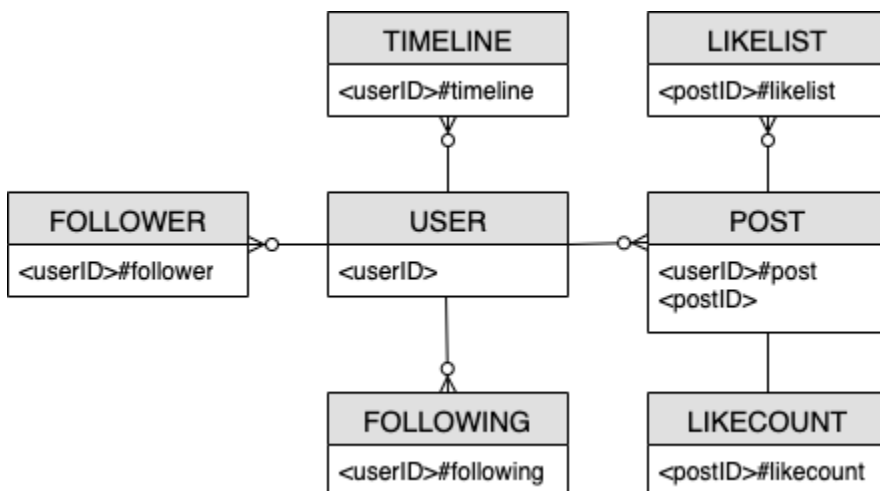 TIMELINE
<userID>#timeline
LIKELIST
<postID>#likelist
FOLLOWER
<userID>#follower
USER
<userID>
POST
<userID>#post
<postID>
FOLLOWING
<userID>#following
LIKECOUNT
<postID>#likecount